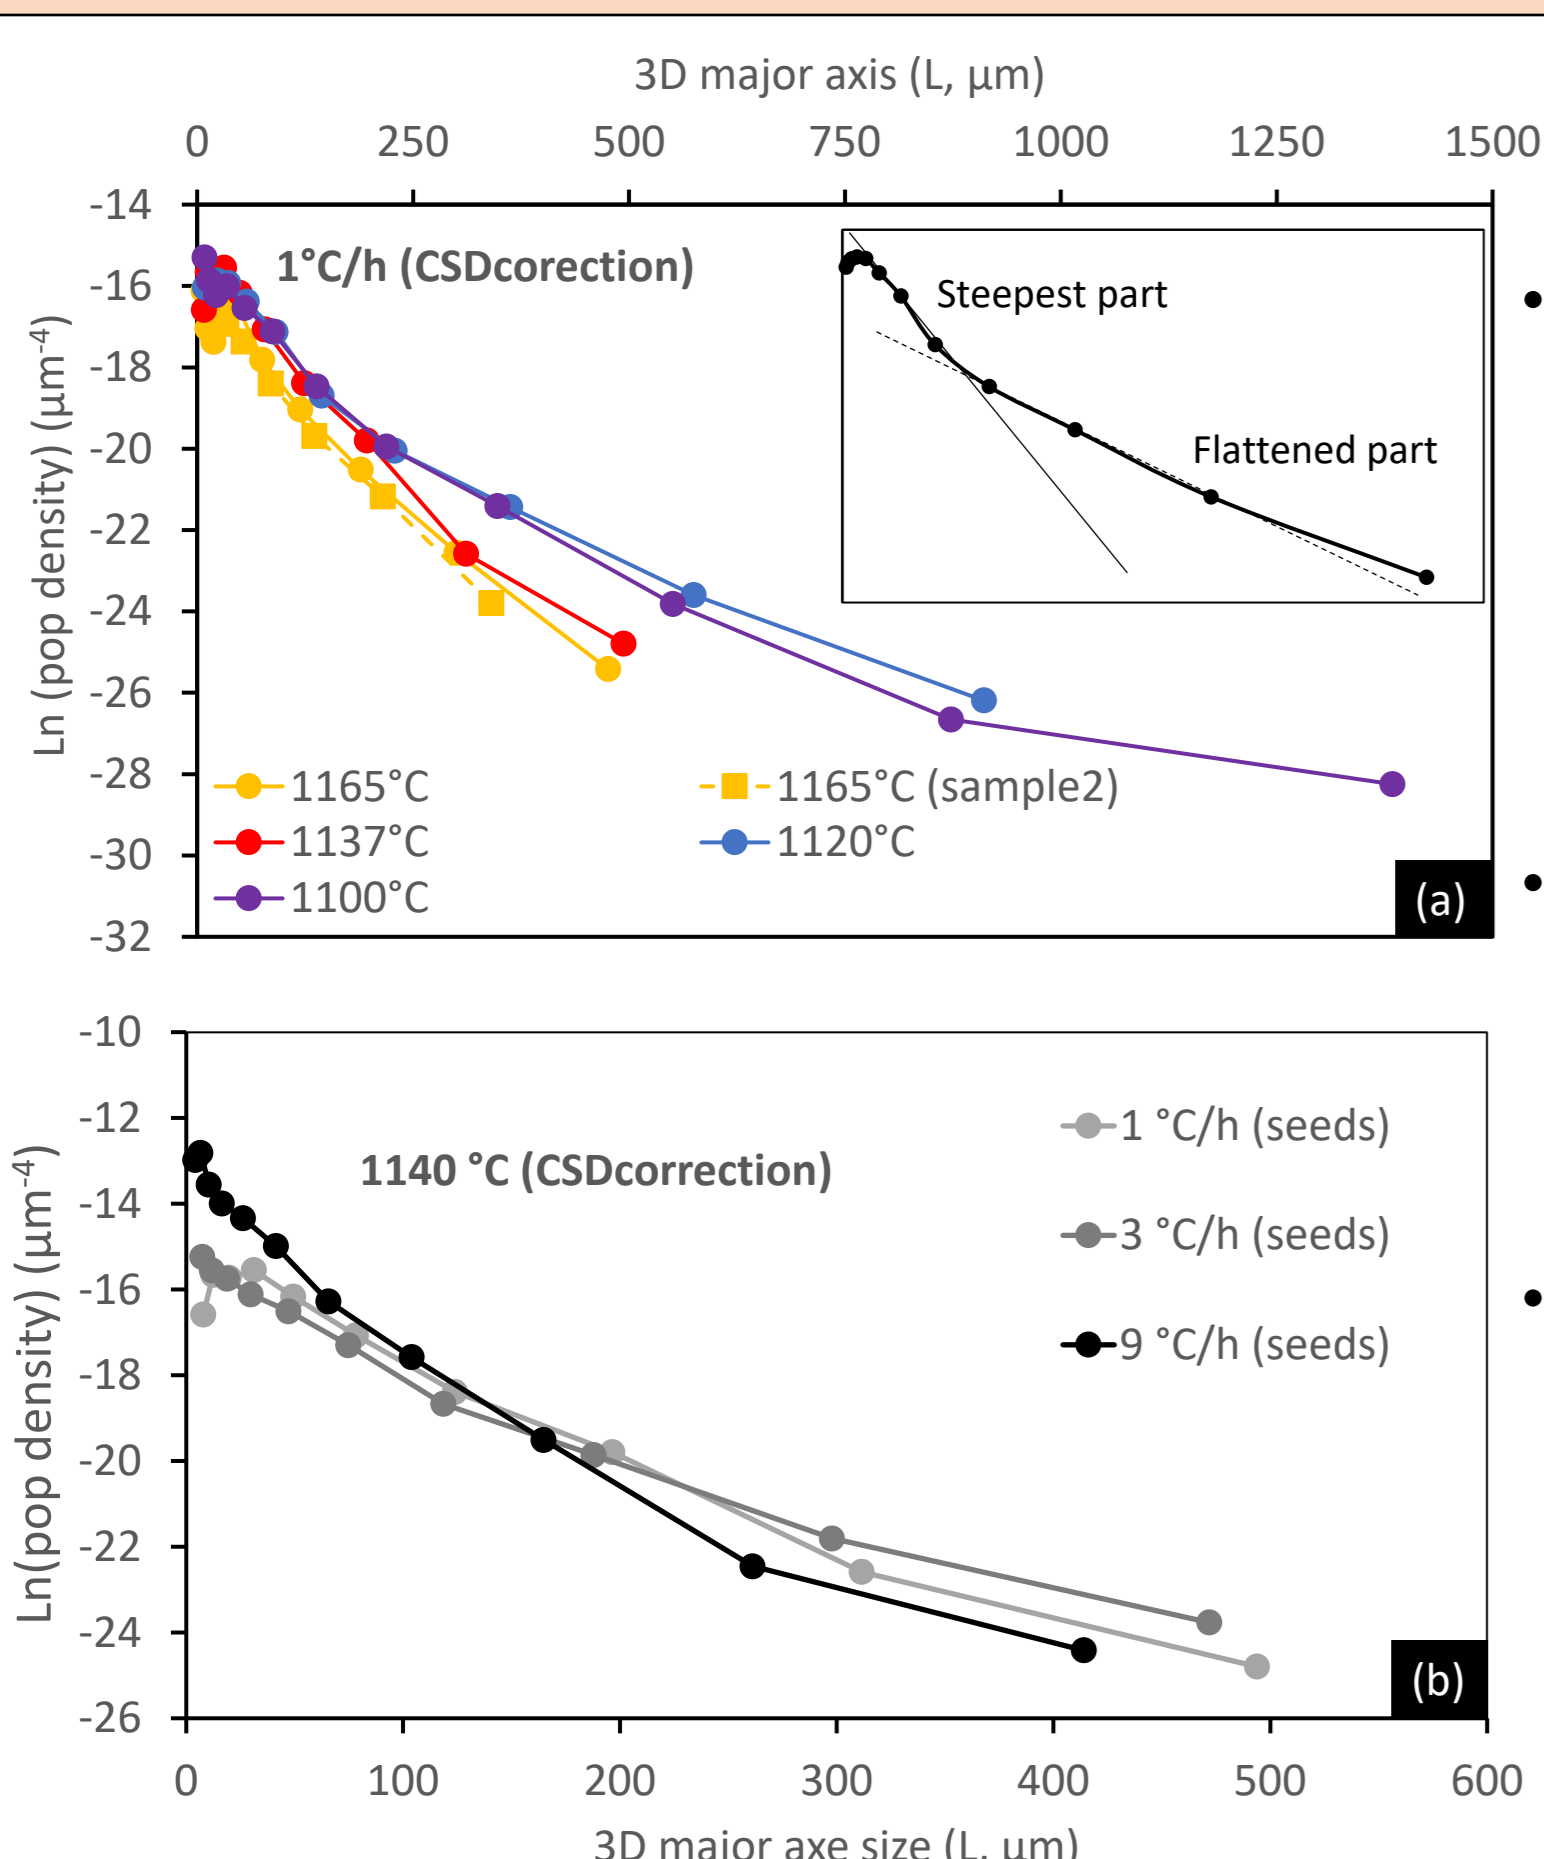 3D major axis (L, µm)
0 250 500 750 1000 1250 1500
Ln (pop density) (µm⁻⁴)
-14
-16
-18
-20
-22
-24
-26
-28
-30
-32
1°C/h (CSDcorection)
Steepest part
Flattened part
1165°C 1165°C (sample2)
1137°C 1120°C
1100°C
(a)
•
•
Ln(pop density) (µm⁻⁴)
-10
-12
-14
-16
-18
-20
-22
-24
-26
1140 °C (CSDcorrection)
1 °C/h (seeds)
3 °C/h (seeds)
9 °C/h (seeds)
•
(b)
0 100 200 300 400 500 600
3D major axe size (L, µm)